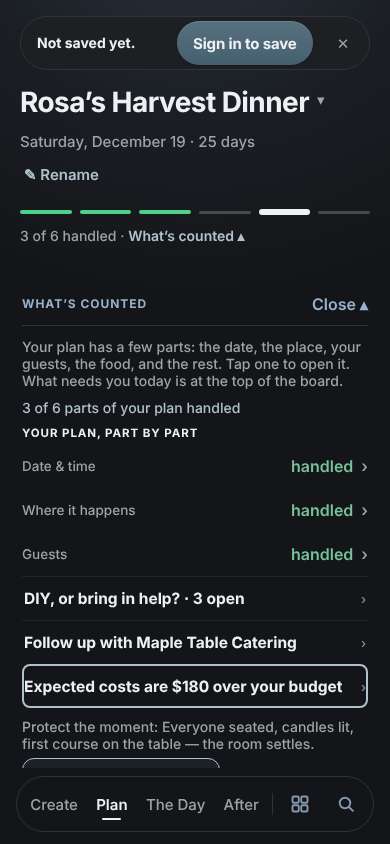 Not saved yet.
Sign in to save
×
Rosa’s Harvest Dinner ▾
Saturday, December 19 · 25 days
✎ Rename
3 of 6 handled · What’s counted ▴
WHAT’S COUNTED
Close ▴
Your plan has a few parts: the date, the place, your
guests, the food, and the rest. Tap one to open it.
What needs you today is at the top of the board.
3 of 6 parts of your plan handled
YOUR PLAN, PART BY PART
Date & time
handled ›
Where it happens
handled ›
Guests
handled ›
DIY, or bring in help? · 3 open ›
Follow up with Maple Table Catering ›
Expected costs are $180 over your budget ›
Protect the moment: Everyone seated, candles lit,
first course on the table — the room settles.
Create
Plan
The Day
After